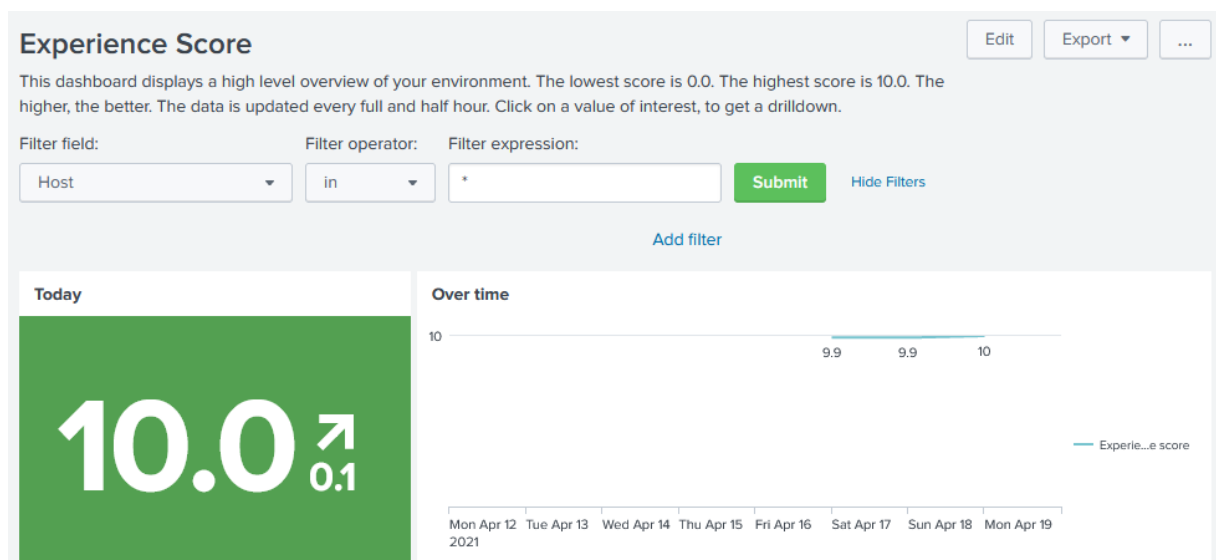 Experience Score
Edit
Export
...
This dashboard displays a high level overview of your environment. The lowest score is 0.0. The highest score is 10.0. The
higher, the better. The data is updated every full and half hour. Click on a value of interest, to get a drilldown.
Filter field:
Filter operator:
Filter expression:
Host
in
*
Submit
Hide Filters
Add filter
Today
10.0
0.1
Over time
10
9.9
9.9
10
Experie...e score
Mon Apr 12
2021
Tue Apr 13
Wed Apr 14
Thu Apr 15
Fri Apr 16
Sat Apr 17
Sun Apr 18
Mon Apr 19